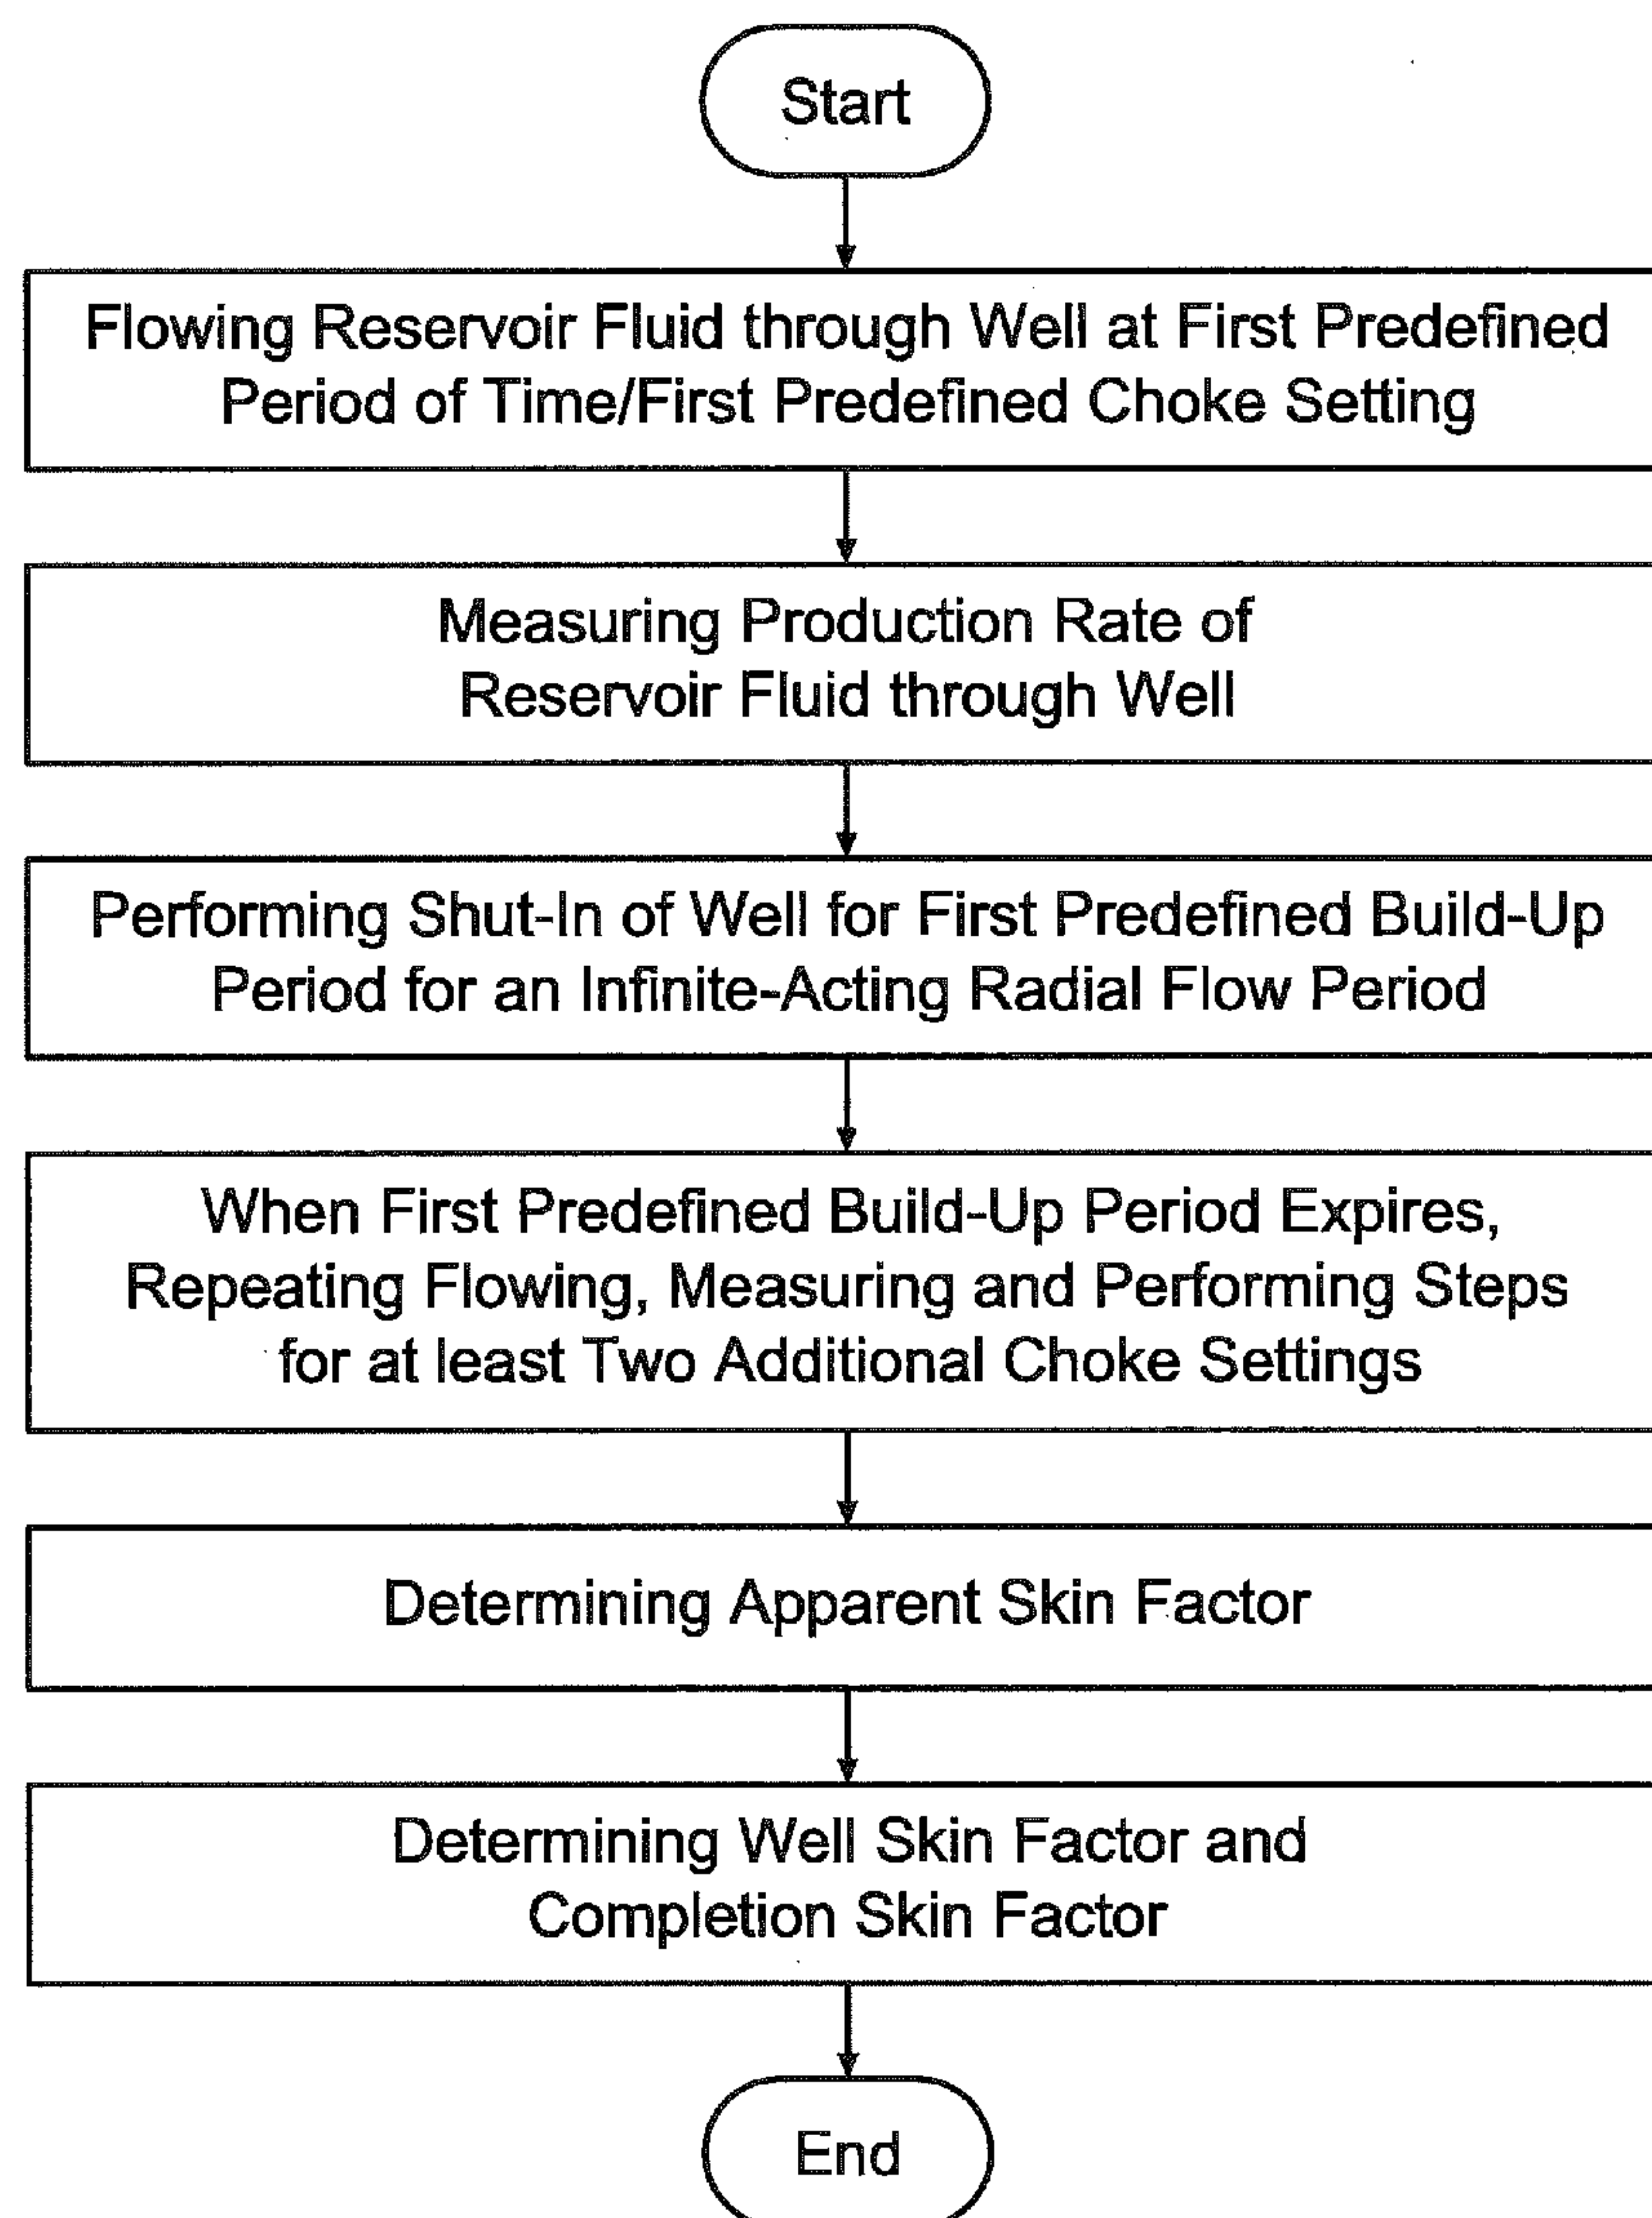 Start
Flowing Reservoir Fluid through Well at First Predefined
Period of Time/First Predefined Choke Setting
Measuring Production Rate of
Reservoir Fluid through Well
Performing Shut-In of Well for First Predefined Build-Up
Period for an Infinite-Acting Radial Flow Period
When First Predefined Build-Up Period Expires,
Repeating Flowing, Measuring and Performing Steps
for at least Two Additional Choke Settings
Determining Apparent Skin Factor
Determining Well Skin Factor and
Completion Skin Factor
End